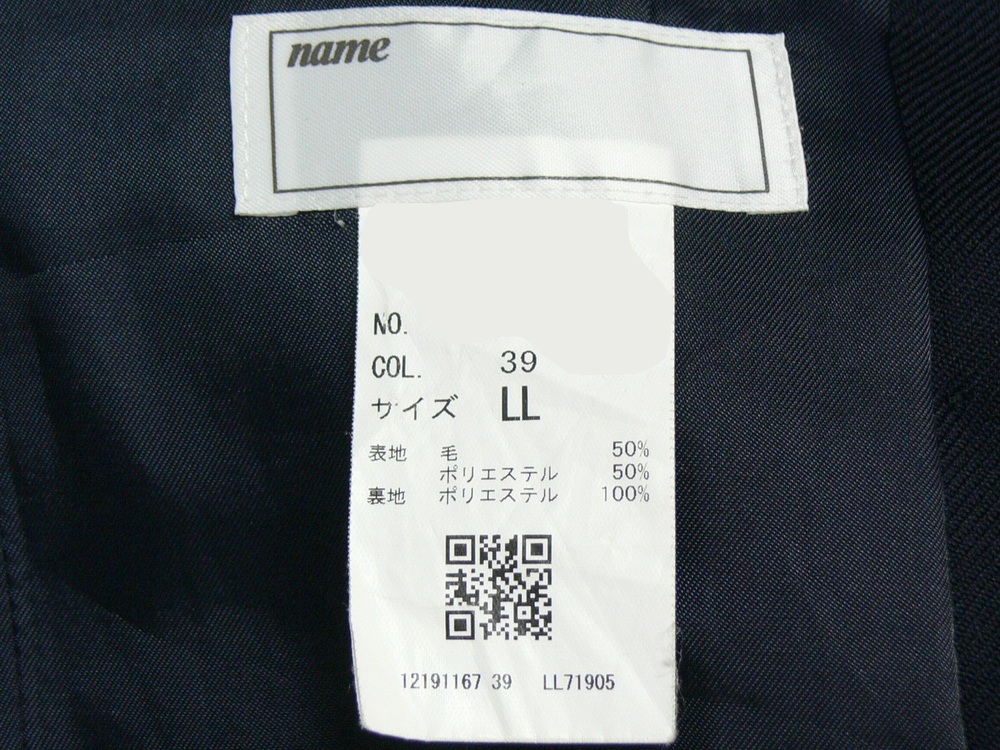 name
NO.
COL. 39
サイズ LL
表地 毛 50%
ポリエステル 50%
裏地 ポリエステル 100%
12191167 39 LL71905